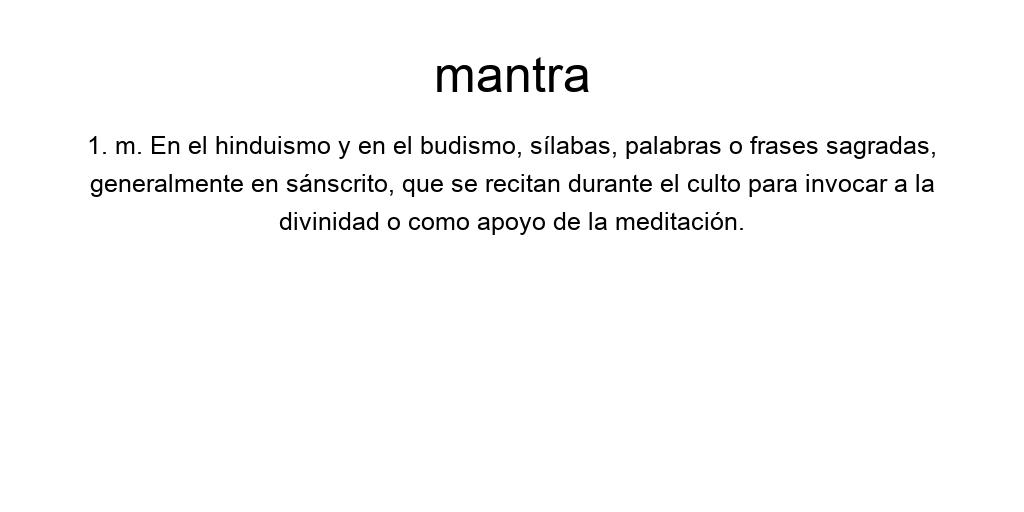 mantra
1. m. En el hinduismo y en el budismo, sílabas, palabras o frases sagradas,
generalmente en sánscrito, que se recitan durante el culto para invocar a la
divinidad o como apoyo de la meditación.